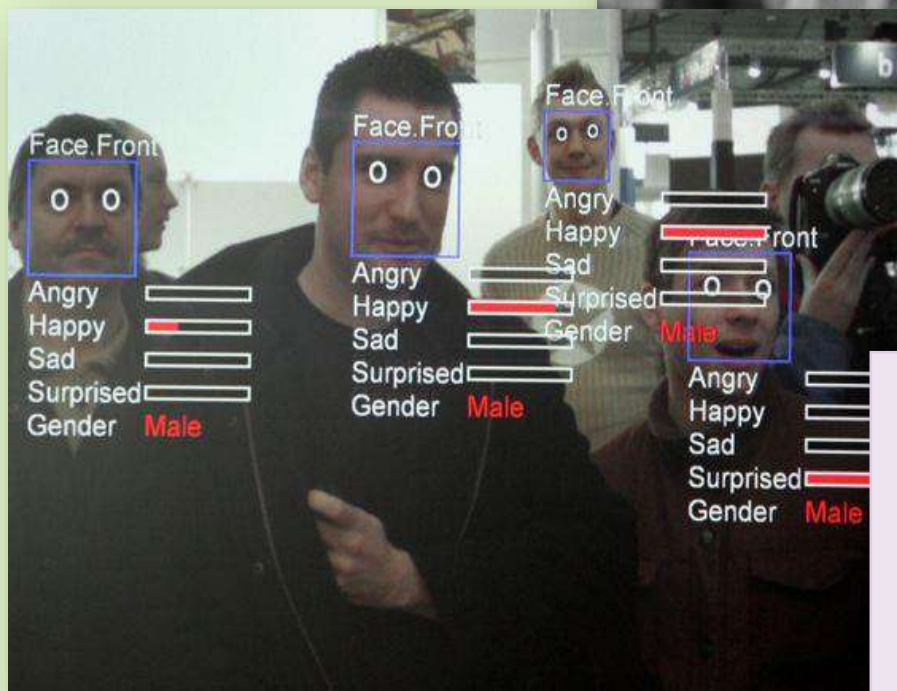 b
Face.Front
Angry
Happy
Sad
Surprised
Gender Male
Face.Front
Angry
Happy
Sad
Surprised
Gender Male
Face.Front
Angry
Happy
Sad
Surprised
Gender Male
Face.Front
Angry
Happy
Sad
Surprised
Gender Male